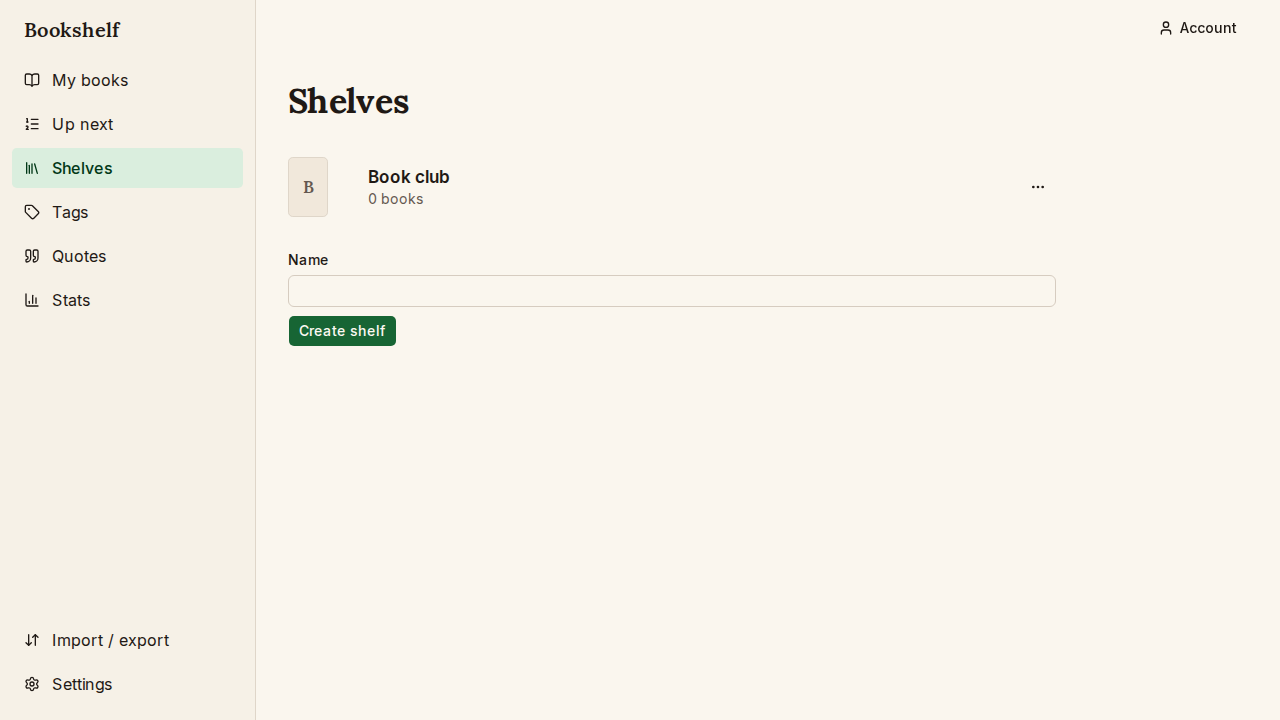 Bookshelf
My books
Up next
Shelves
Tags
Quotes
Stats
Import / export
Settings
Account
Shelves
B
Book club
0 books
Name
Create shelf